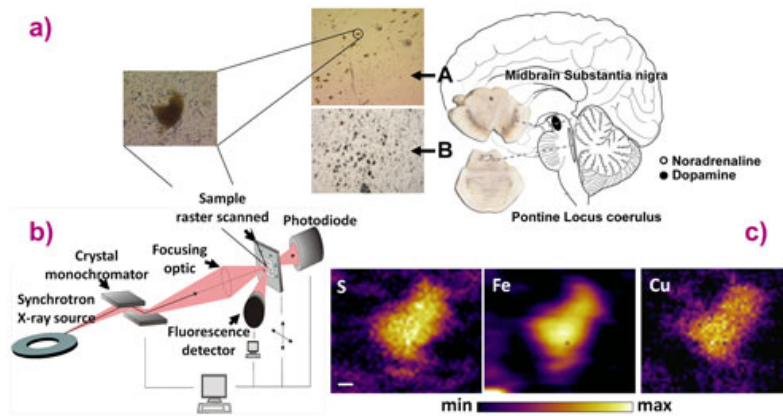 a)
A
Midbrain Substantia nigra
B
Noradrenaline
Dopamine
Pontine Locus coerulus
b)
Sample
raster scanned
Photodiode
Focusing
optic
Crystal
monochromator
Synchrotron
X-ray source
Fluorescence
detector
c)
S
Fe
Cu
min
max